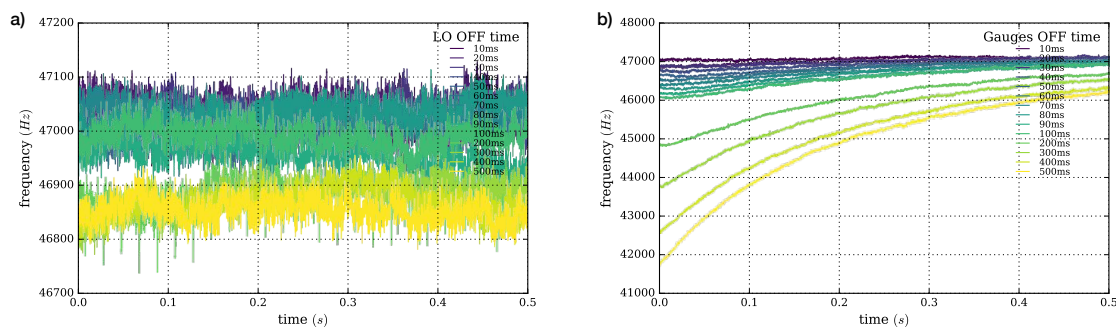 a)
47200
47100
47000
46900
46800
46700
frequency (Hz)
0.0 0.1 0.2 0.3 0.4 0.5
time (s)
LO OFF time
10ms
20ms
30ms
40ms
50ms
60ms
70ms
80ms
90ms
100ms
200ms
300ms
400ms
500ms
b)
48000
47000
46000
45000
44000
43000
42000
41000
frequency (Hz)
0.0 0.1 0.2 0.3 0.4 0.5
time (s)
Gauges OFF time
10ms
20ms
30ms
40ms
50ms
60ms
70ms
80ms
90ms
100ms
200ms
300ms
400ms
500ms